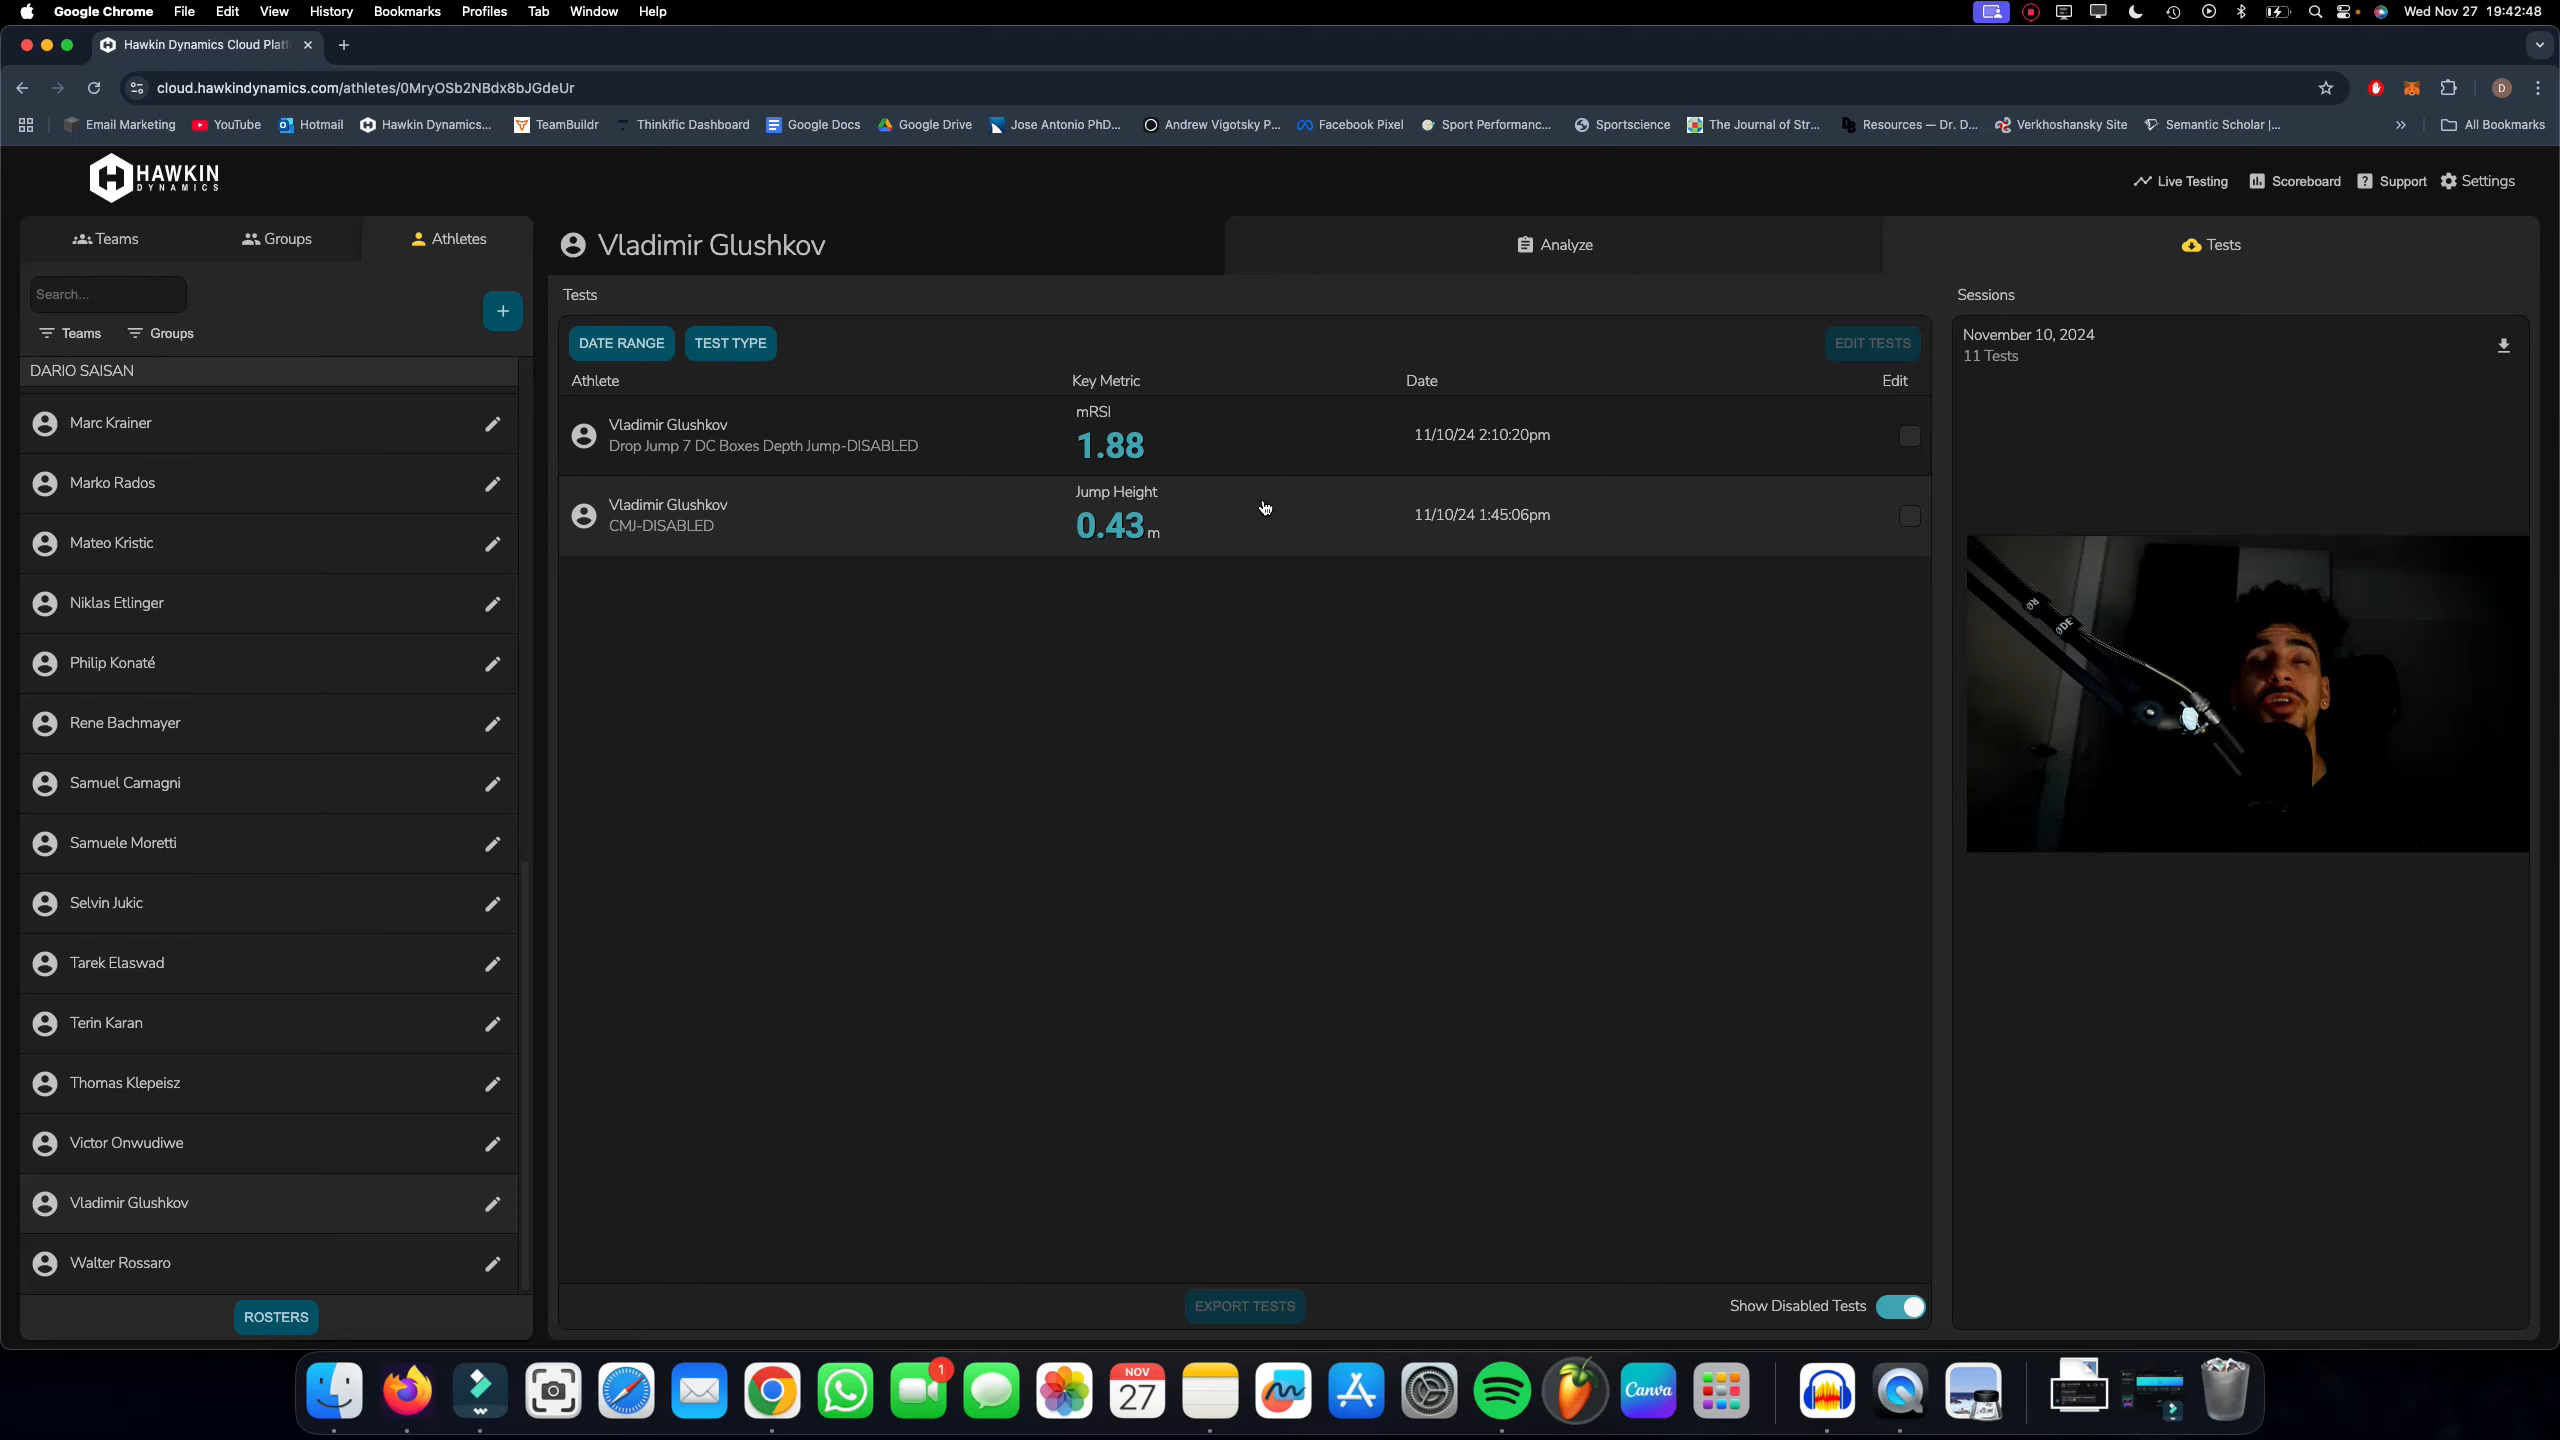 Google Chrome File Edit View History Bookmarks Profiles Tab Window Help
Wed Nov 27 19:42:48
Hawkin Dynamics Cloud Platf
cloud.hawkindynamics.com/athletes/0MryOSb2NBdx8bJGdeUr
Email Marketing YouTube Hotmail Hawkin Dynamics... TeamBuildr Thinkific Dashboard Google Docs Google Drive Jose Antonio PhD... Andrew Vigotsky P... Facebook Pixel Sport Performanc... Sportscience The Journal of Str... Resources — Dr. D... Verkhoshansky Site Semantic Scholar |... » All Bookmarks
HAWKIN
DYNAMICS
Live Testing Scoreboard Support Settings
Teams Groups Athletes
Search...
Teams Groups
DARIO SAISAN
Marc Krainer
Marko Rados
Mateo Kristic
Niklas Etlinger
Philip Konaté
Rene Bachmayer
Samuel Camagni
Samuele Moretti
Selvin Jukic
Tarek Elaswad
Terin Karan
Thomas Klepeisz
Victor Onwudiwe
Vladimir Glushkov
Walter Rossaro
ROSTERS
Vladimir Glushkov
Analyze
Tests
Tests
DATE RANGE TEST TYPE EDIT TESTS
Athlete Key Metric Date Edit
Vladimir Glushkov
Drop Jump 7 DC Boxes Depth Jump-DISABLED
mRSI
1.88
11/10/24 2:10:20pm
Vladimir Glushkov
CMJ-DISABLED
Jump Height
0.43 m
11/10/24 1:45:06pm
EXPORT TESTS
Show Disabled Tests
Sessions
November 10, 2024
11 Tests
RØ
ØDE
1
NOV
27
Canva